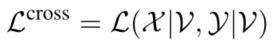 ℒ^cross = ℒ(𝒳|𝒱, 𝒴|𝒱)